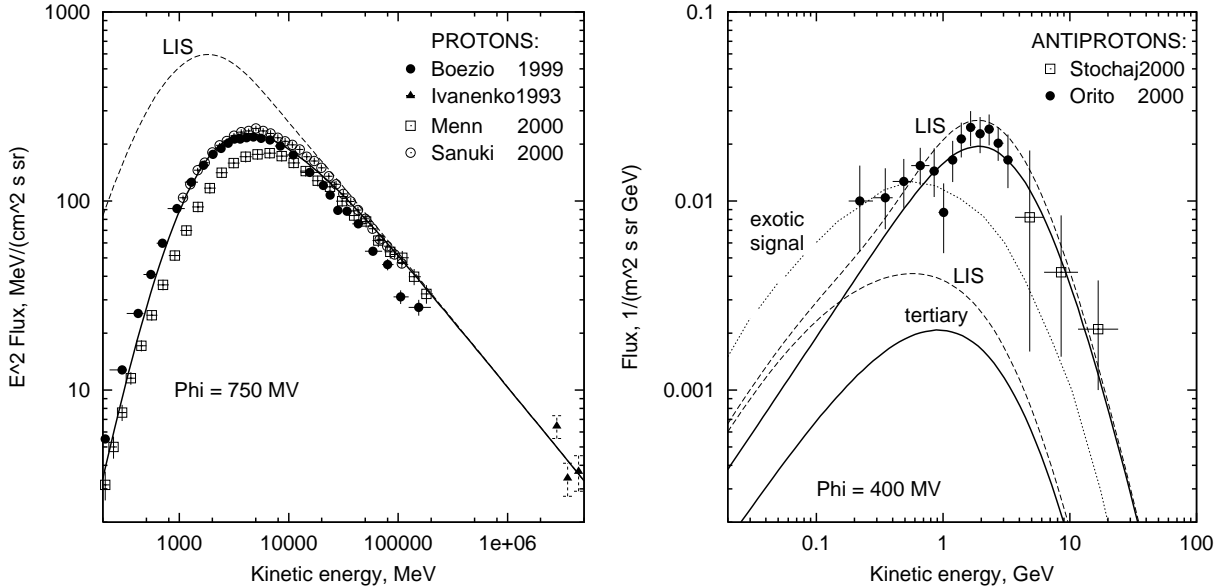 1000
100
10
E^2 Flux, MeV/(cm^2 s sr)
LIS
PROTONS:
Boezio 1999
Ivanenko1993
Menn 2000
Sanuki 2000
Phi = 750 MV
1000 10000 100000 1e+06
Kinetic energy, MeV
0.1
0.01
0.001
Flux, 1/(m^2 s sr GeV)
ANTIPROTONS:
Stochaj2000
Orito 2000
LIS
exotic
signal
LIS
tertiary
Phi = 400 MV
0.1 1 10 100
Kinetic energy, GeV